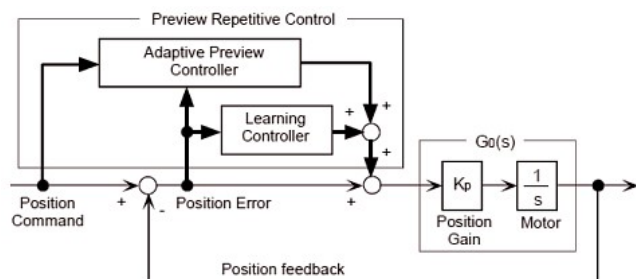 Preview Repetitive Control
Adaptive Preview
Controller
Learning
Controller
+
+
+
G0(s)
Position
Command
+
-
Position Error
+
Kp
1
s
Position
Gain
Motor
Position feedback